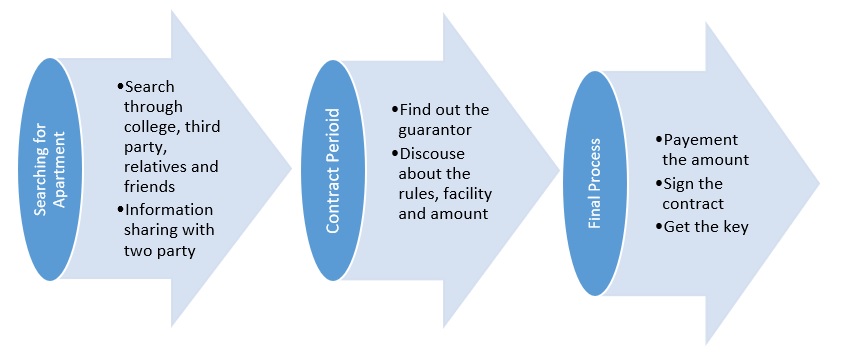 Searching for
Apartment
•Search
through
college, third
party,
relatives and
friends
•Information
sharing with
two party
Contract Perioid
•Find out the
guarantor
•Discouse
about the
rules, facility
and amount
Final Process
•Payement
the amount
•Sign the
contract
•Get the key